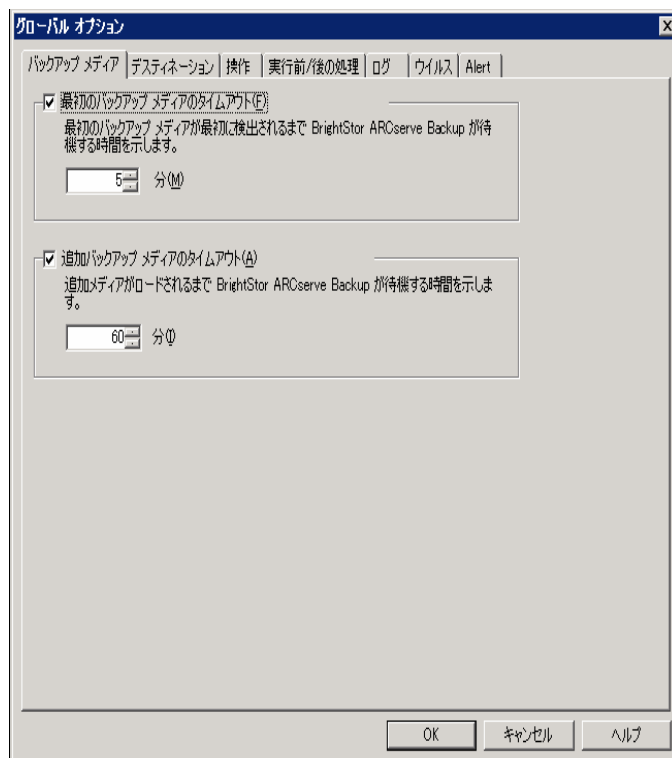 グローバル オプション
バックアップ メディア デスティネーション 操作 実行前/後の処理 ログ ウイルス Alert
最初のバックアップ メディアのタイムアウト(F)
最初のバックアップ メディアが最初に検出されるまで BrightStor ARCserve Backup が待
機する時間を示します。
5 分(M)
追加バックアップ メディアのタイムアウト(A)
追加メディアがロードされるまで BrightStor ARCserve Backup が待機する時間を示しま
す。
60 分(I)
OK キャンセル ヘルプ